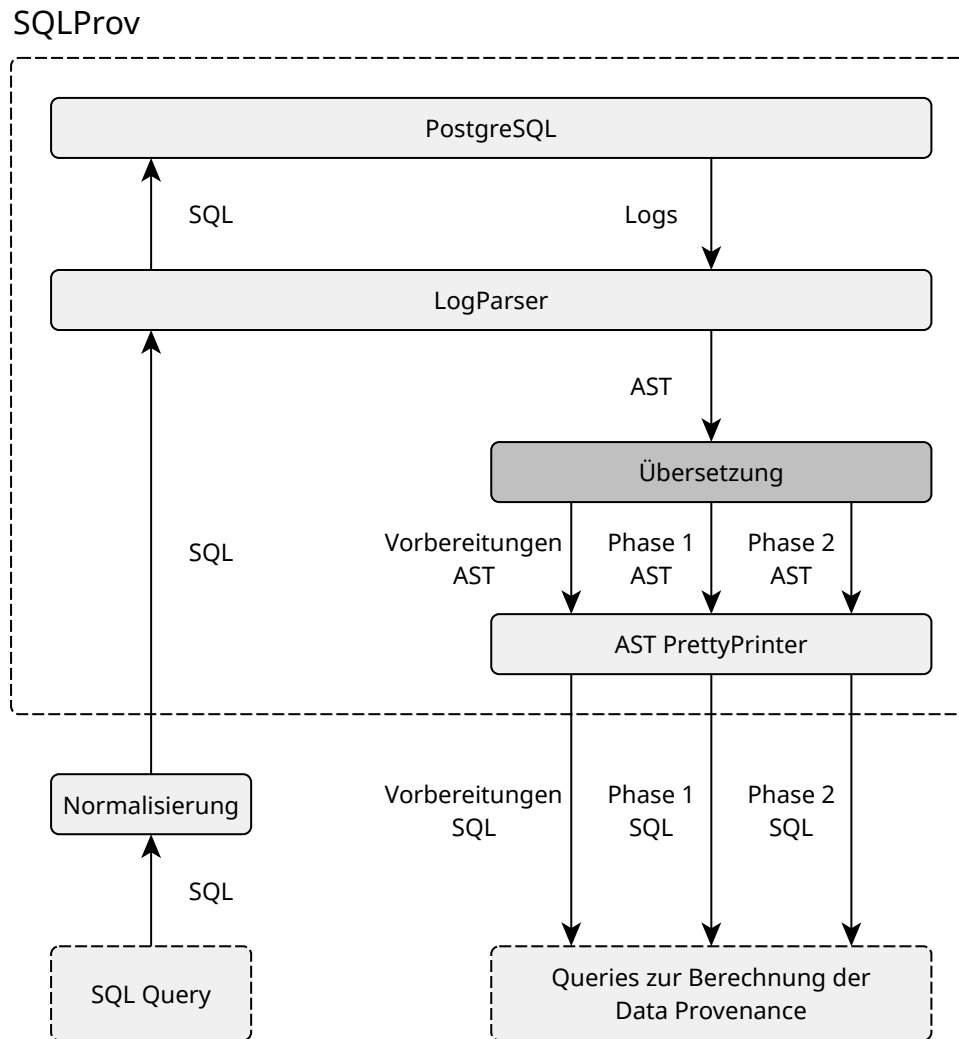 SQLProv
PostgreSQL
SQL
Logs
LogParser
AST
Übersetzung
SQL
Vorbereitungen
AST
Phase 1
AST
Phase 2
AST
AST PrettyPrinter
Normalisierung
Vorbereitungen
SQL
Phase 1
SQL
Phase 2
SQL
SQL
SQL Query
Queries zur Berechnung der
Data Provenance